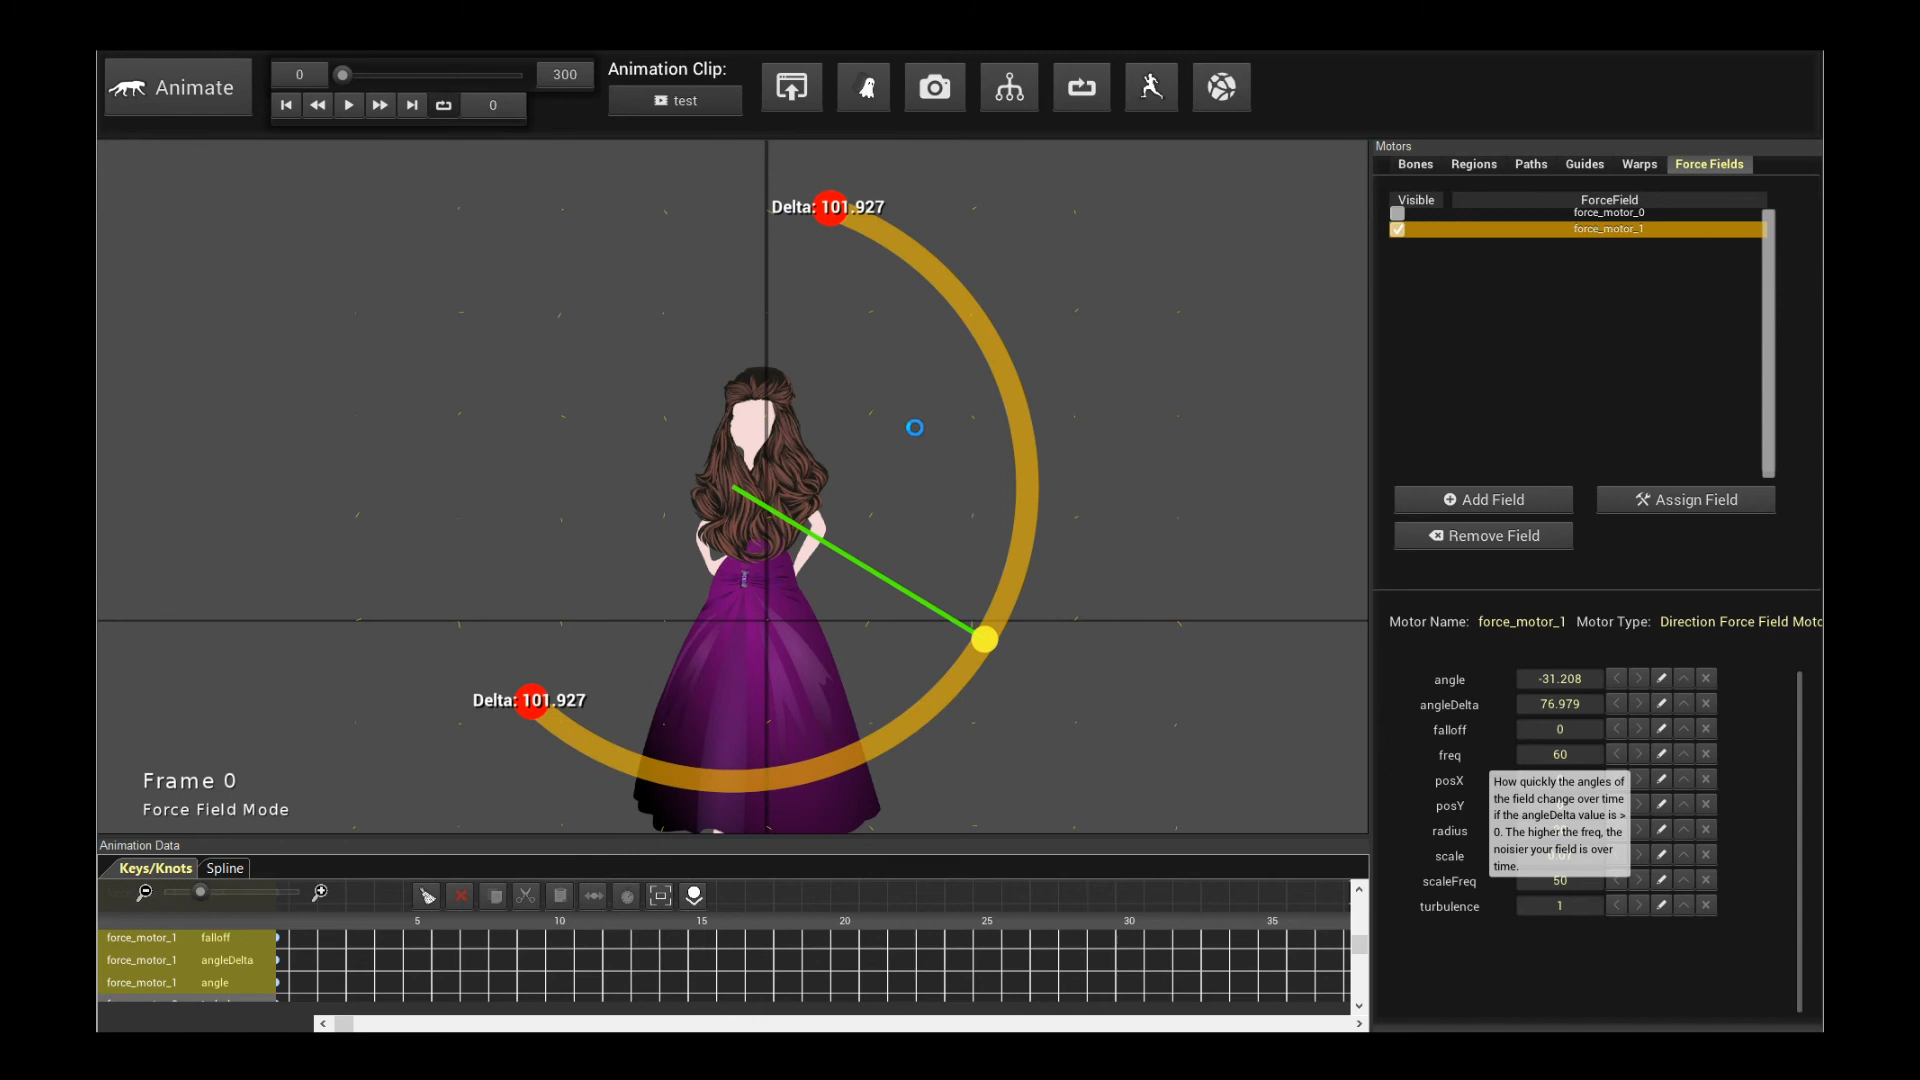 Animate
0
300
0
Animation Clip:
test
Motors
Bones Regions Paths Guides Warps Force Fields
Visible ForceField
force_motor_0
force_motor_1
Delta: 101.927
Add Field Assign Field
Remove Field
Motor Name: force_motor_1 Motor Type: Direction Force Field Moto
angle -31.208
angleDelta 76.979
falloff 0
freq 60
posX
posY
radius
scale
scaleFreq 50
turbulence 1
How quickly the angles of
the field change over time
if the angleDelta value is >
0. The higher the freq, the
noisier your field is over
time.
Delta: 101.927
Frame 0
Force Field Mode
Animation Data
Keys/Knots Spline
5 10 15 20 25 30 35
force_motor_1 falloff
force_motor_1 angleDelta
force_motor_1 angle